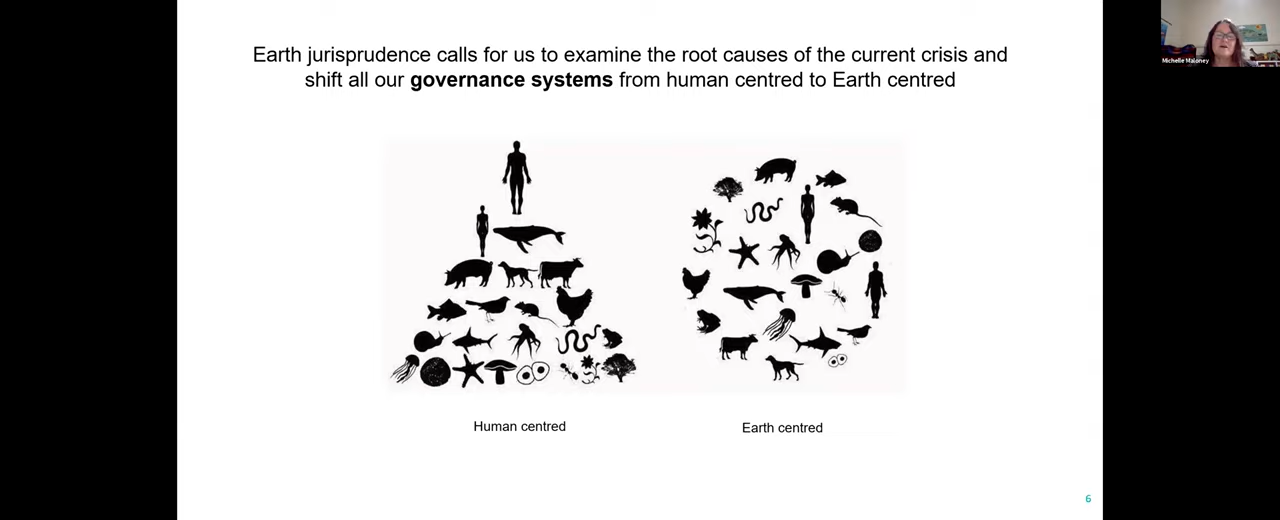 Earth jurisprudence calls for us to examine the root causes of the current crisis and
shift all our governance systems from human centred to Earth centred
Michelle Maloney
Human centred
Earth centred
6